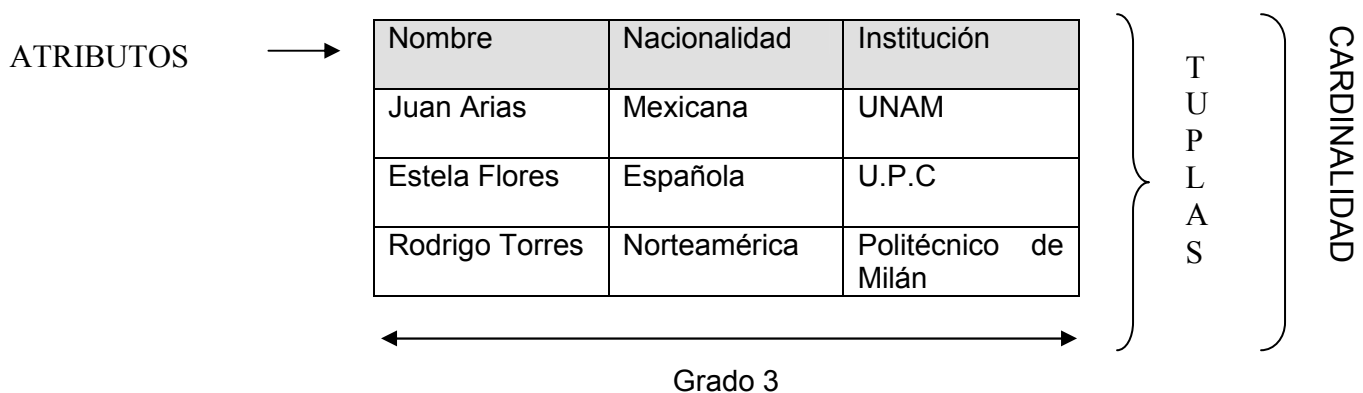 ATRIBUTOS
Nombre Nacionalidad Institución
Juan Arias Mexicana UNAM
Estela Flores Española U.P.C
Rodrigo Torres Norteamérica Politécnico de
Milán
Grado 3
TUPLAS
CARDINALIDAD